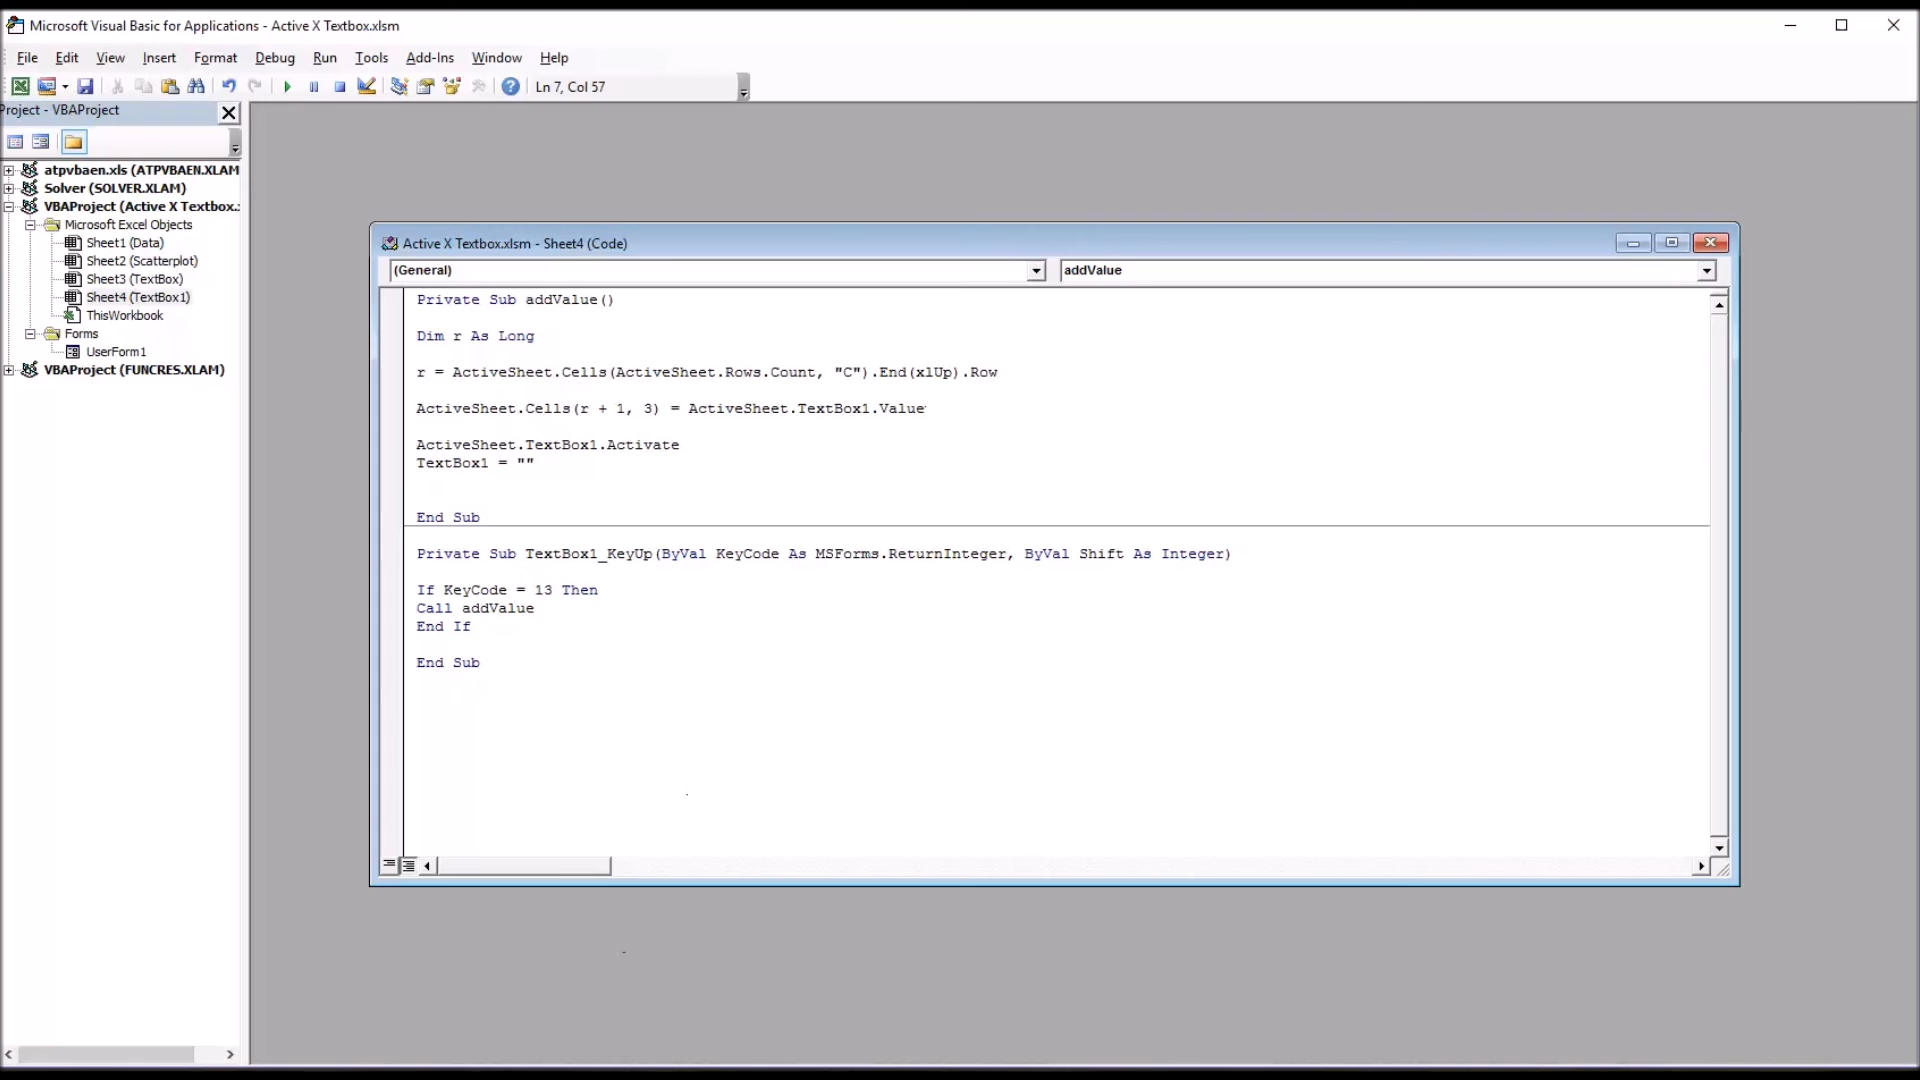 Microsoft Visual Basic for Applications - Active X Textbox.xlsm
File Edit View Insert Format Debug Run Tools Add-Ins Window Help
Ln 7, Col 57
Project - VBAProject
atpvbaen.xls (ATPVBAEN.XLAM
Solver (SOLVER.XLAM)
VBAProject (Active X Textbox.
Microsoft Excel Objects
Sheet1 (Data)
Sheet2 (Scatterplot)
Sheet3 (TextBox)
Sheet4 (TextBox1)
ThisWorkbook
Forms
UserForm1
VBAProject (FUNCRES.XLAM)
Active X Textbox.xlsm - Sheet4 (Code)
(General) addValue
Private Sub addValue()
Dim r As Long
r = ActiveSheet.Cells(ActiveSheet.Rows.Count, "C").End(xlUp).Row
ActiveSheet.Cells(r + 1, 3) = ActiveSheet.TextBox1.Value
ActiveSheet.TextBox1.Activate
TextBox1 = ""
End Sub
Private Sub TextBox1_KeyUp(ByVal KeyCode As MSForms.ReturnInteger, ByVal Shift As Integer)
If KeyCode = 13 Then
Call addValue
End If
End Sub